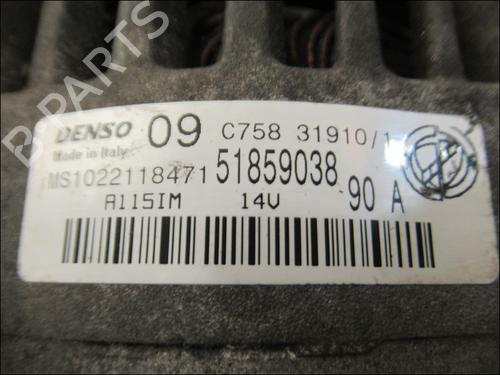 B PARTS
DENSO 09 C758 31910/1
Made in Italy
MS1022118471 51859038 90 A
A115IM 14V